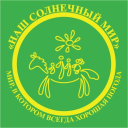 «НАШ СОЛНЕЧНЫЙ МИР»
МИР, В КОТОРОМ ВСЕГДА ХОРОШАЯ ПОГОДА